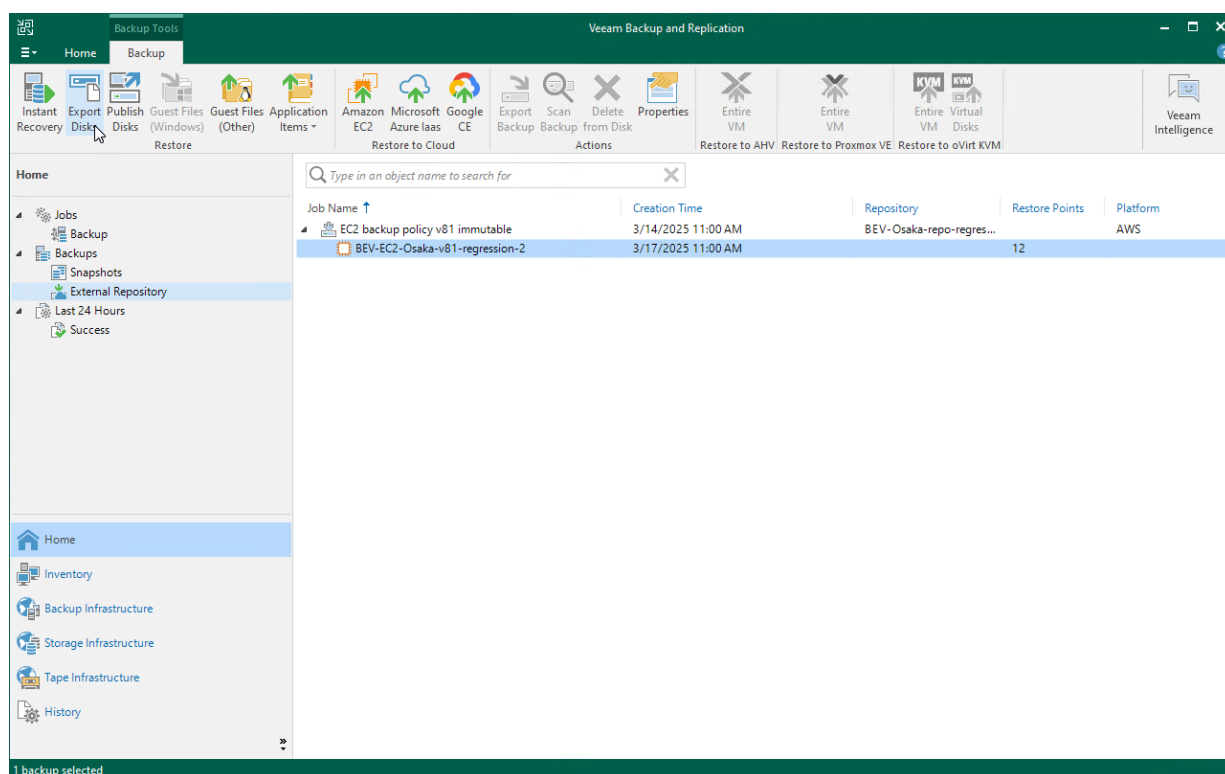 Backup Tools
Veeam Backup and Replication
Home Backup
Instant Recovery
Export Disks
Publish Disks
Guest Files (Windows)
Guest Files (Other)
Application Items
Restore
Amazon EC2
Microsoft Azure Iaas
Google CE
Restore to Cloud
Export Backup
Scan Backup
Delete from Disk
Properties
Actions
Entire VM
Restore to AHV
Entire VM
Restore to Proxmox VE
KVM
Entire VM
KVM
Virtual Disks
Restore to oVirt KVM
Veeam Intelligence
Home
Jobs
Backup
Backups
Snapshots
External Repository
Last 24 Hours
Success
Type in an object name to search for
Job Name Creation Time Repository Restore Points Platform
EC2 backup policy v81 immutable 3/14/2025 11:00 AM BEV-Osaka-repo-regres... AWS
BEV-EC2-Osaka-v81-regression-2 3/17/2025 11:00 AM 12
Home
Inventory
Backup Infrastructure
Storage Infrastructure
Tape Infrastructure
History
1 backup selected